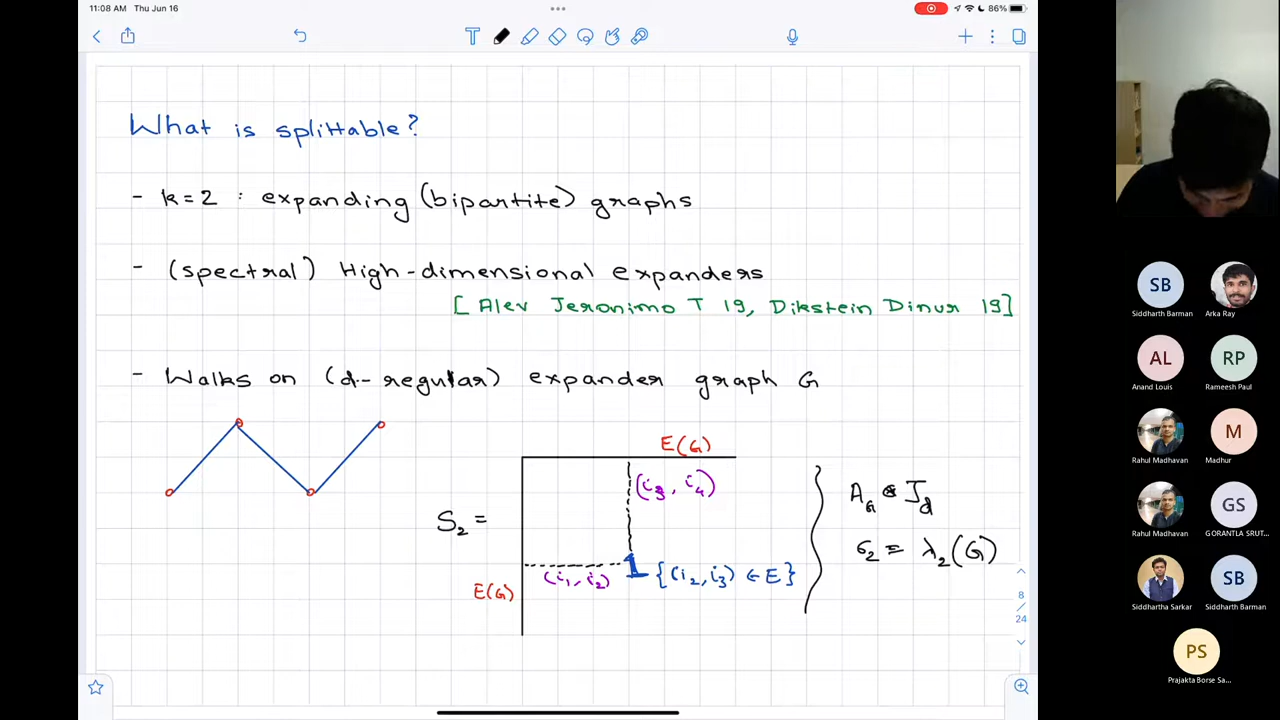 11:08 AM Thu Jun 16
86%
What is splittable?
- k=2 : expanding (bipartite) graphs
- (spectral) High-dimensional expanders
[Alev Jeronimo T 19, Dikstein Dinur 19]
- Walks on (d-regular) expander graph G
E(G)
(i₃, i₄)
S₂ =
(i₁, i₂)
1 {(i₂, i₃) ∈ E}
E(G)
A_G ⊗ J_d
σ₂ = λ₂(G)
8
/
24
SB
Siddharth Barman
Arka Ray
AL
Anand Louis
RP
Rameesh Paul
Rahul Madhavan
M
Madhur
Rahul Madhavan
GS
GORANTLA SRUT...
Siddhartha Sarkar
SB
Siddharth Barman
PS
Prajakta Borse Sa...